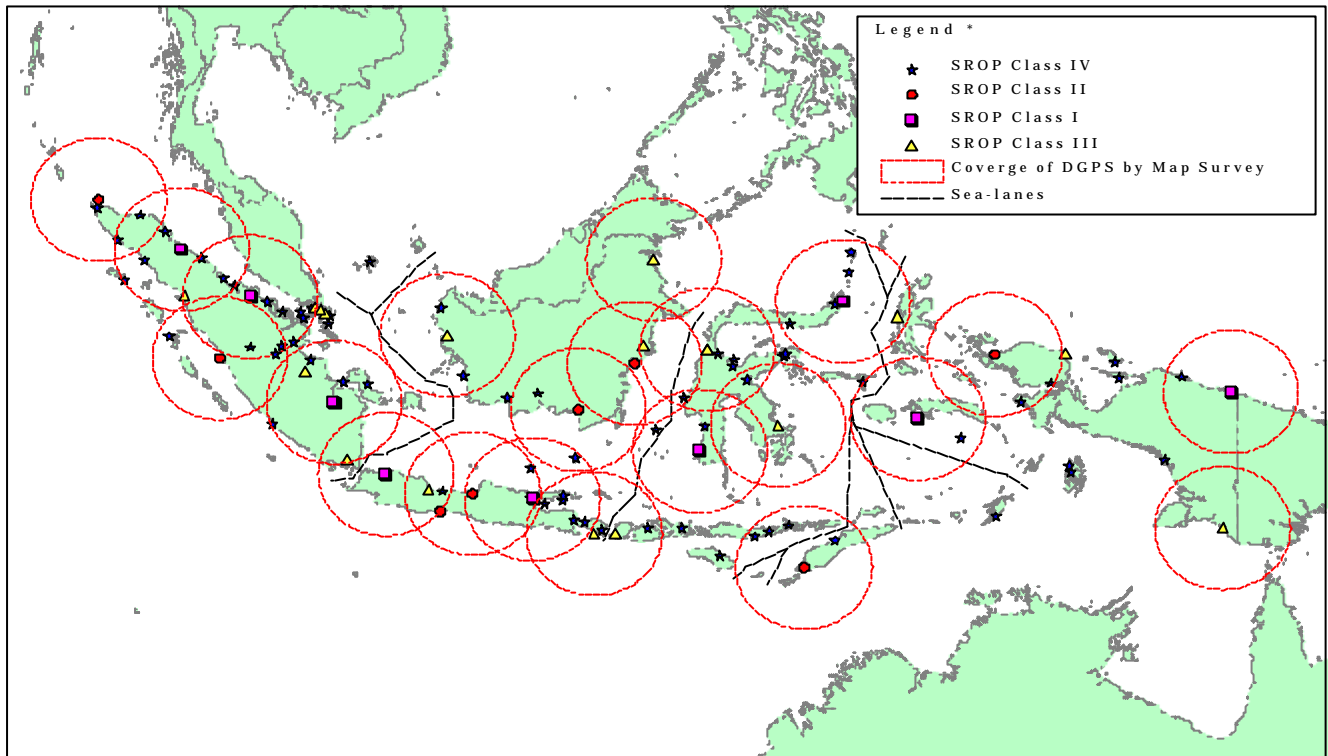 Legend *
SROP Class IV
SROP Class II
SROP Class I
SROP Class III
Coverge of DGPS by Map Survey
Sea-lanes